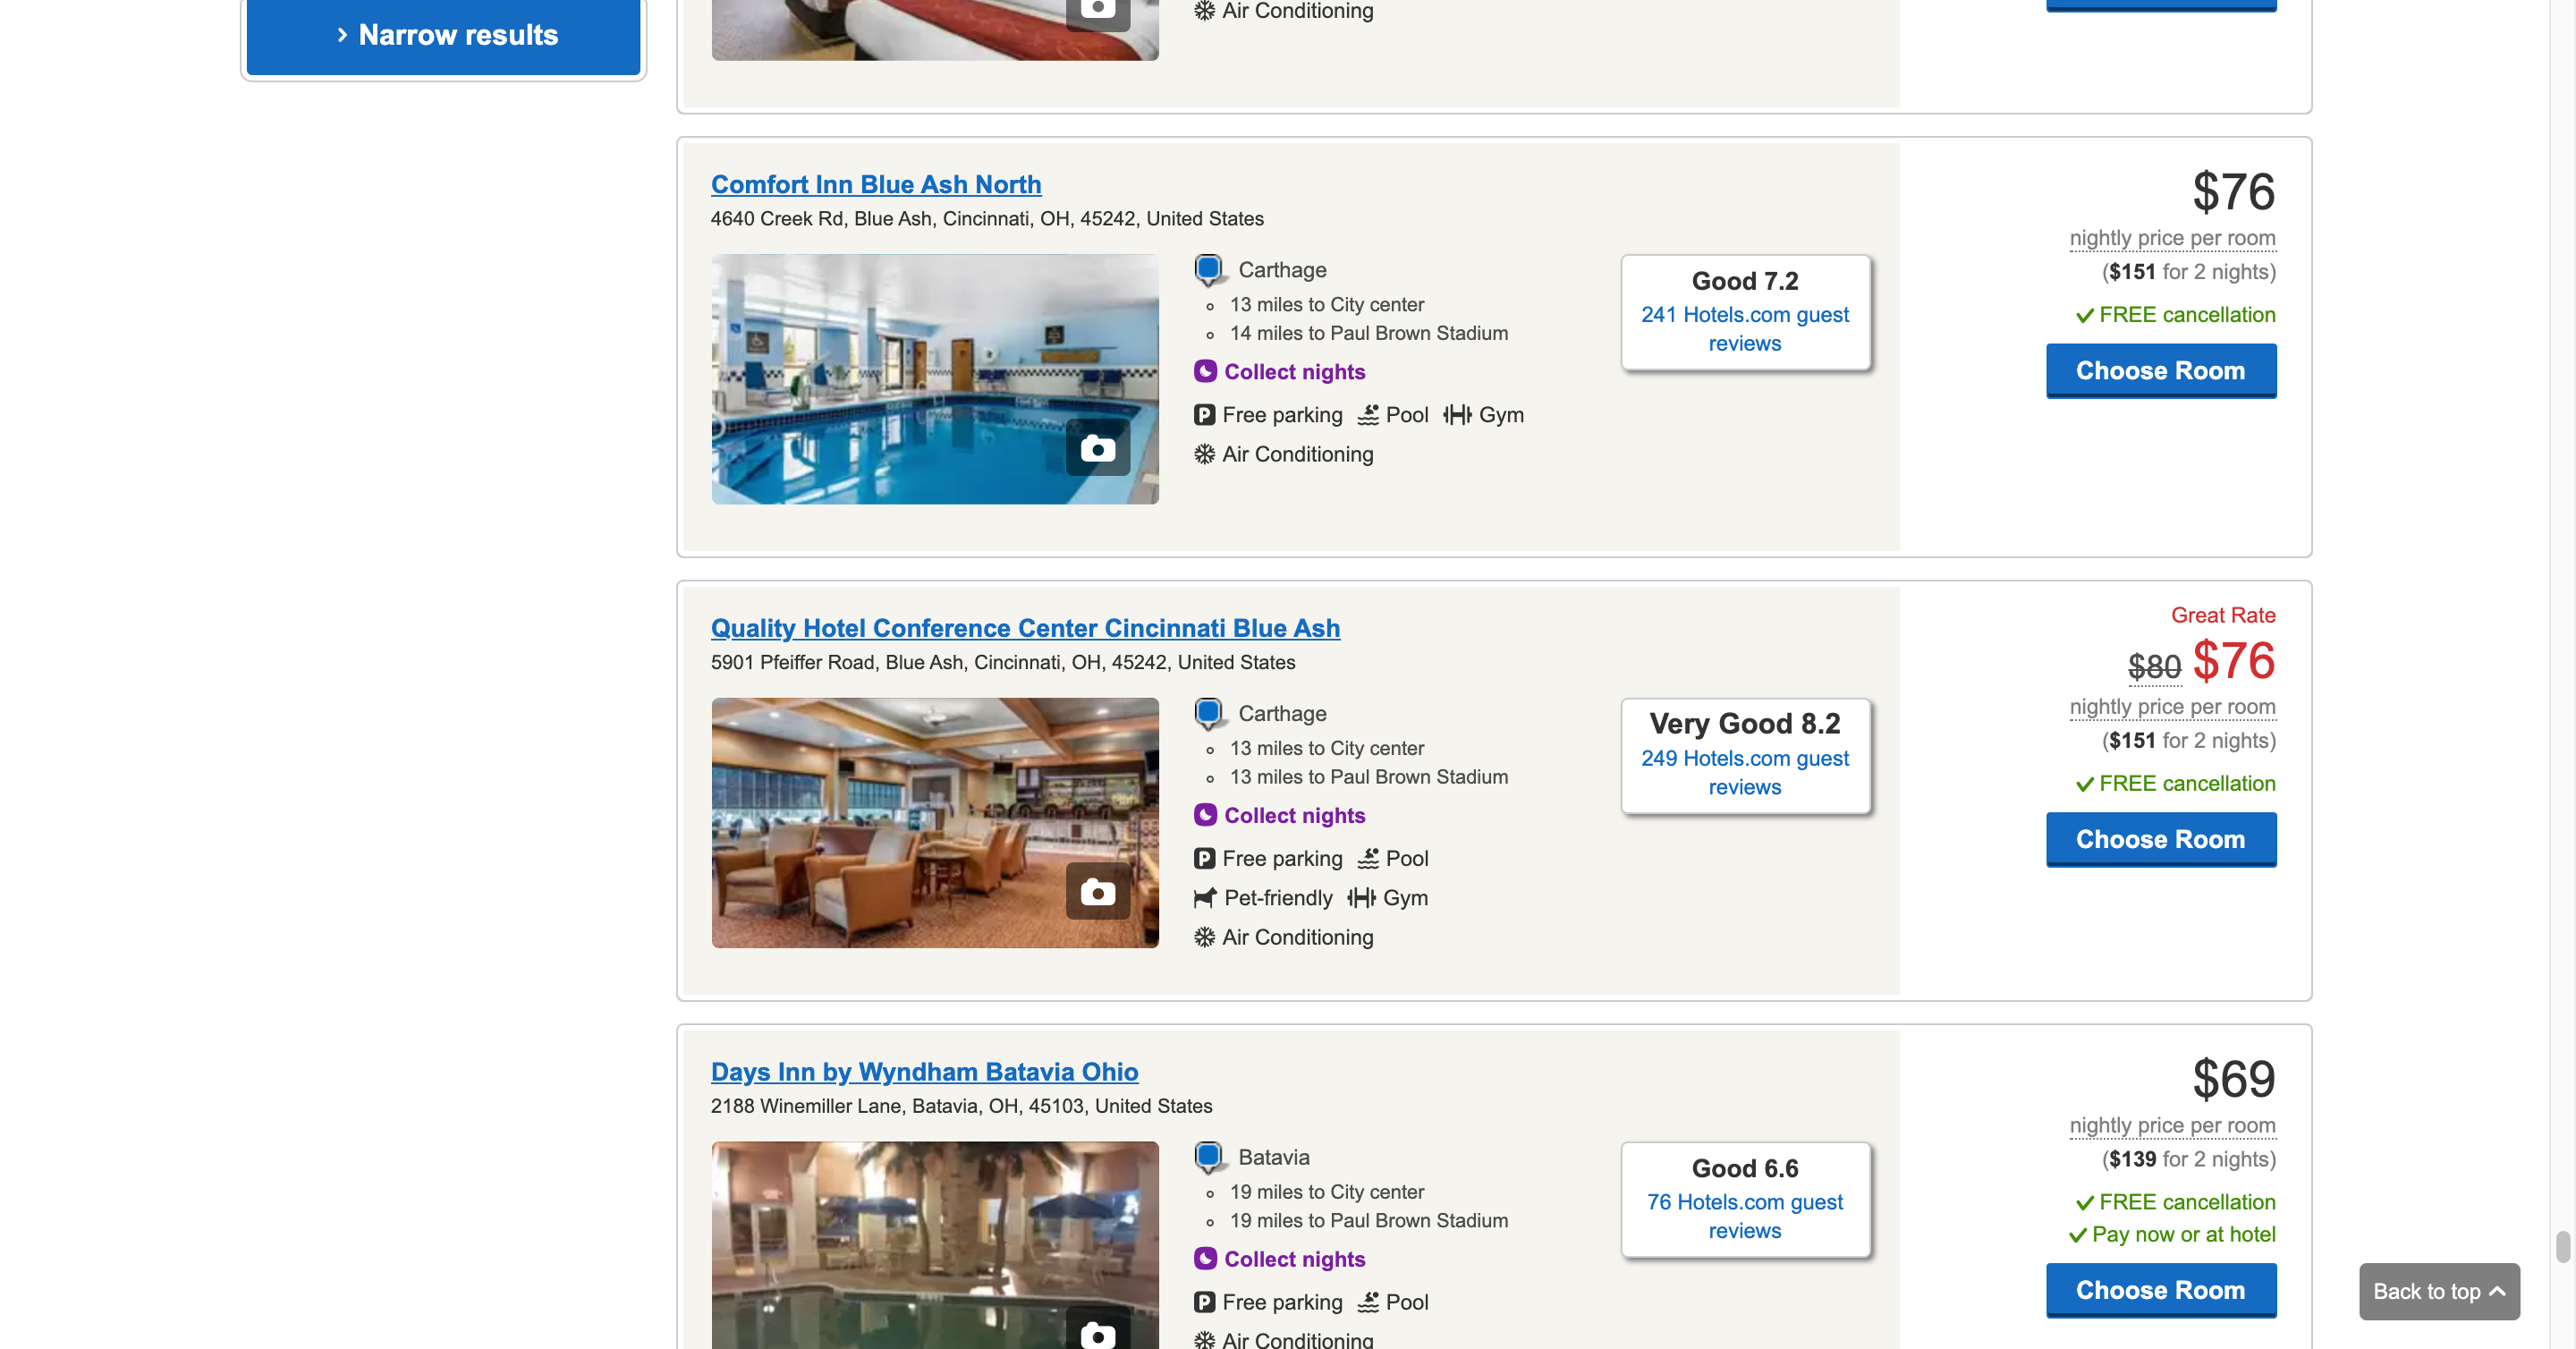 Narrow results
Air Conditioning
Comfort Inn Blue Ash North
4640 Creek Rd, Blue Ash, Cincinnati, OH, 45242, United States
Carthage
13 miles to City center
14 miles to Paul Brown Stadium
Collect nights
Free parking Pool Gym
Air Conditioning
Good 7.2
241 Hotels.com guest
reviews
$76
nightly price per room
($151 for 2 nights)
FREE cancellation
Choose Room
Quality Hotel Conference Center Cincinnati Blue Ash
5901 Pfeiffer Road, Blue Ash, Cincinnati, OH, 45242, United States
Carthage
13 miles to City center
13 miles to Paul Brown Stadium
Collect nights
Free parking Pool
Pet-friendly Gym
Air Conditioning
Very Good 8.2
249 Hotels.com guest
reviews
Great Rate
$80 $76
nightly price per room
($151 for 2 nights)
FREE cancellation
Choose Room
Days Inn by Wyndham Batavia Ohio
2188 Winemiller Lane, Batavia, OH, 45103, United States
Batavia
19 miles to City center
19 miles to Paul Brown Stadium
Collect nights
Free parking Pool
Air Conditioning
Good 6.6
76 Hotels.com guest
reviews
$69
nightly price per room
($139 for 2 nights)
FREE cancellation
Pay now or at hotel
Choose Room
Back to top